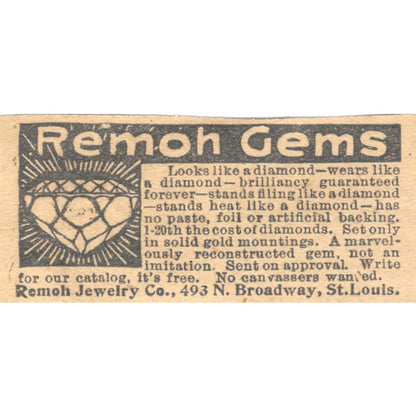 Remoh Gems
Looks like a diamond—wears like
a diamond—brilliancy guaranteed
forever—stands filing like a diamond
—stands heat like a diamond—has
no paste, foil or artificial backing.
1-20th the cost of diamonds. Set only
in solid gold mountings. A marvel-
ously reconstructed gem, not an
imitation. Sent on approval. Write
for our catalog, it's free. No canvassers wanted.
Remoh Jewelry Co., 493 N. Broadway, St. Louis.